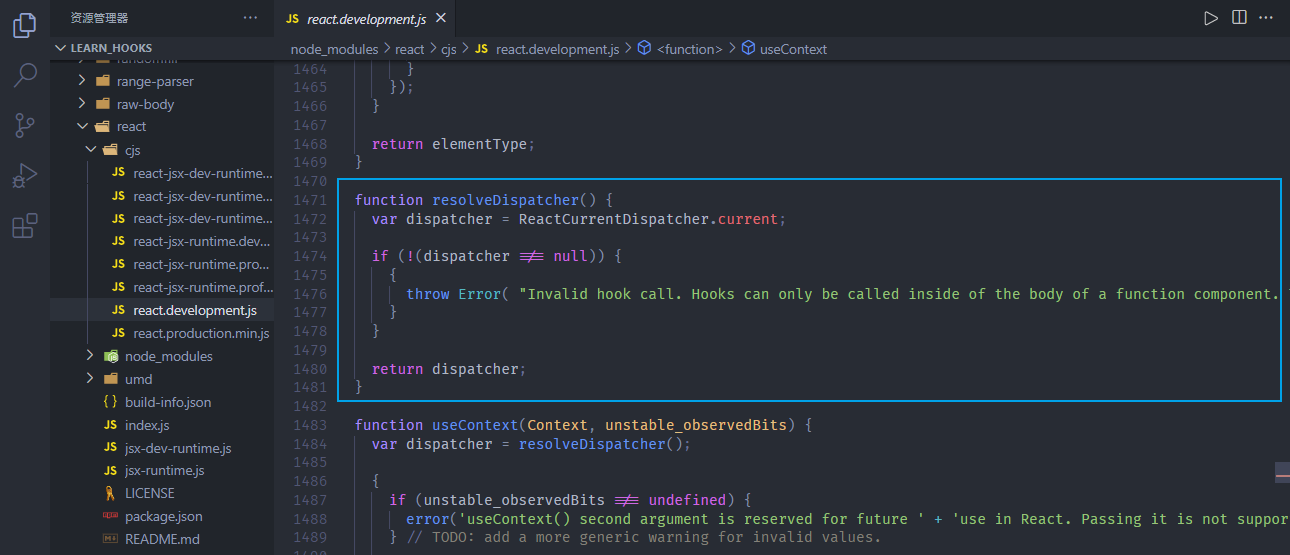 资源管理器 ···
LEARN_HOOKS
range-parser
raw-body
react
cjs
JS react-jsx-dev-runtime...
JS react-jsx-dev-runtime...
JS react-jsx-dev-runtime...
JS react-jsx-runtime.dev...
JS react-jsx-runtime.pro...
JS react-jsx-runtime.prof...
JS react.development.js
JS react.production.min.js
node_modules
umd
{} build-info.json
JS index.js
JS jsx-dev-runtime.js
JS jsx-runtime.js
LICENSE
package.json
README.md
JS react.development.js ×
node_modules > react > cjs > JS react.development.js > <function> > useContext
1464 }
1465 });
1466 }
1467
1468 return elementType;
1469 }
1470
1471 function resolveDispatcher() {
1472 var dispatcher = ReactCurrentDispatcher.current;
1473
1474 if (!(dispatcher !== null)) {
1475 {
1476 throw Error( "Invalid hook call. Hooks can only be called inside of the body of a function component.
1477 }
1478 }
1479
1480 return dispatcher;
1481 }
1482
1483 function useContext(Context, unstable_observedBits) {
1484 var dispatcher = resolveDispatcher();
1485
1486 {
1487 if (unstable_observedBits !== undefined) {
1488 error('useContext() second argument is reserved for future ' + 'use in React. Passing it is not suppor
1489 } // TODO: add a more generic warning for invalid values.